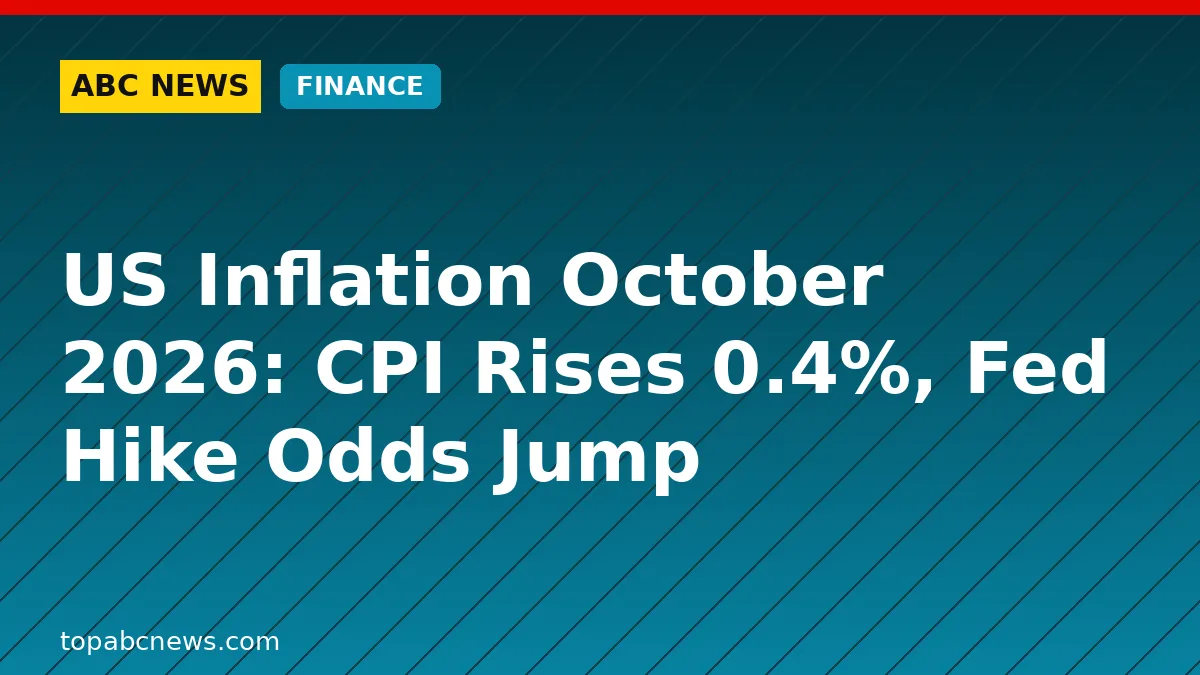 ABC NEWS
FINANCE
US Inflation October
2026: CPI Rises 0.4%, Fed
Hike Odds Jump
topabcnews.com